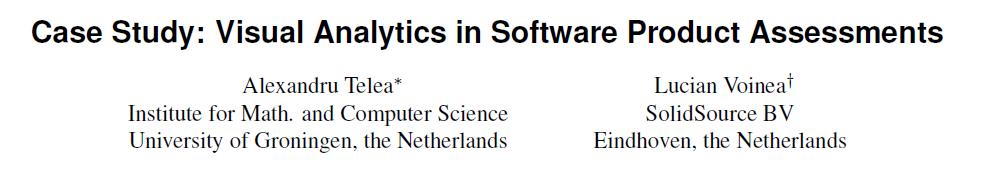 Case Study: Visual Analytics in Software Product Assessments
Alexandru Telea*
Institute for Math. and Computer Science
University of Groningen, the Netherlands
Lucian Voinea†
SolidSource BV
Eindhoven, the Netherlands